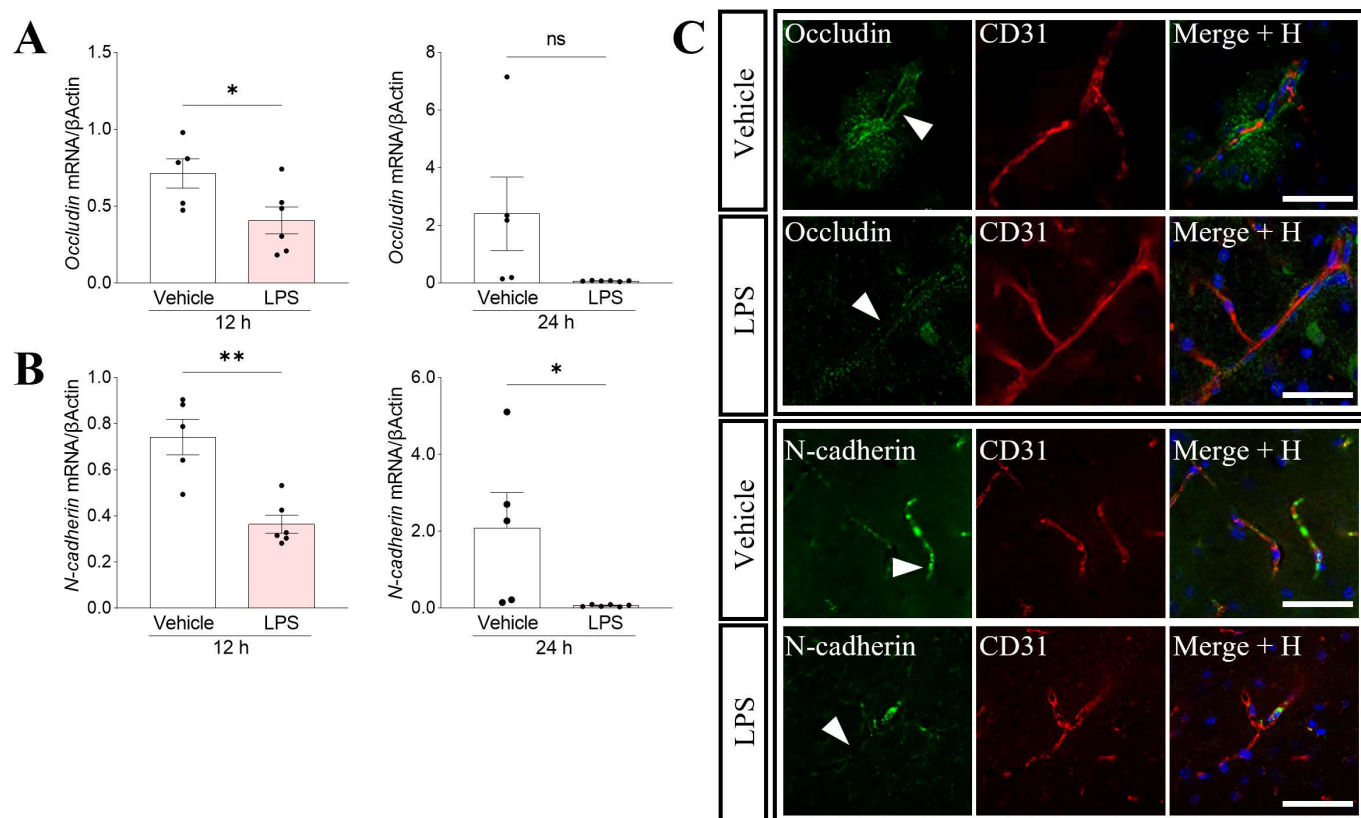 A
Occludin mRNA/βActin
1.5
1.0
0.5
0.0
*
Vehicle LPS
12 h
Occludin mRNA/βActin
8
6
4
2
0
ns
Vehicle LPS
24 h
B
N-cadherin mRNA/βActin
1.0
0.8
0.6
0.4
0.2
0.0
**
Vehicle LPS
12 h
N-cadherin mRNA/βActin
6.0
4.0
2.0
0.0
*
Vehicle LPS
24 h
C
Vehicle
Occludin CD31 Merge + H
LPS
Occludin CD31 Merge + H
Vehicle
N-cadherin CD31 Merge + H
LPS
N-cadherin CD31 Merge + H